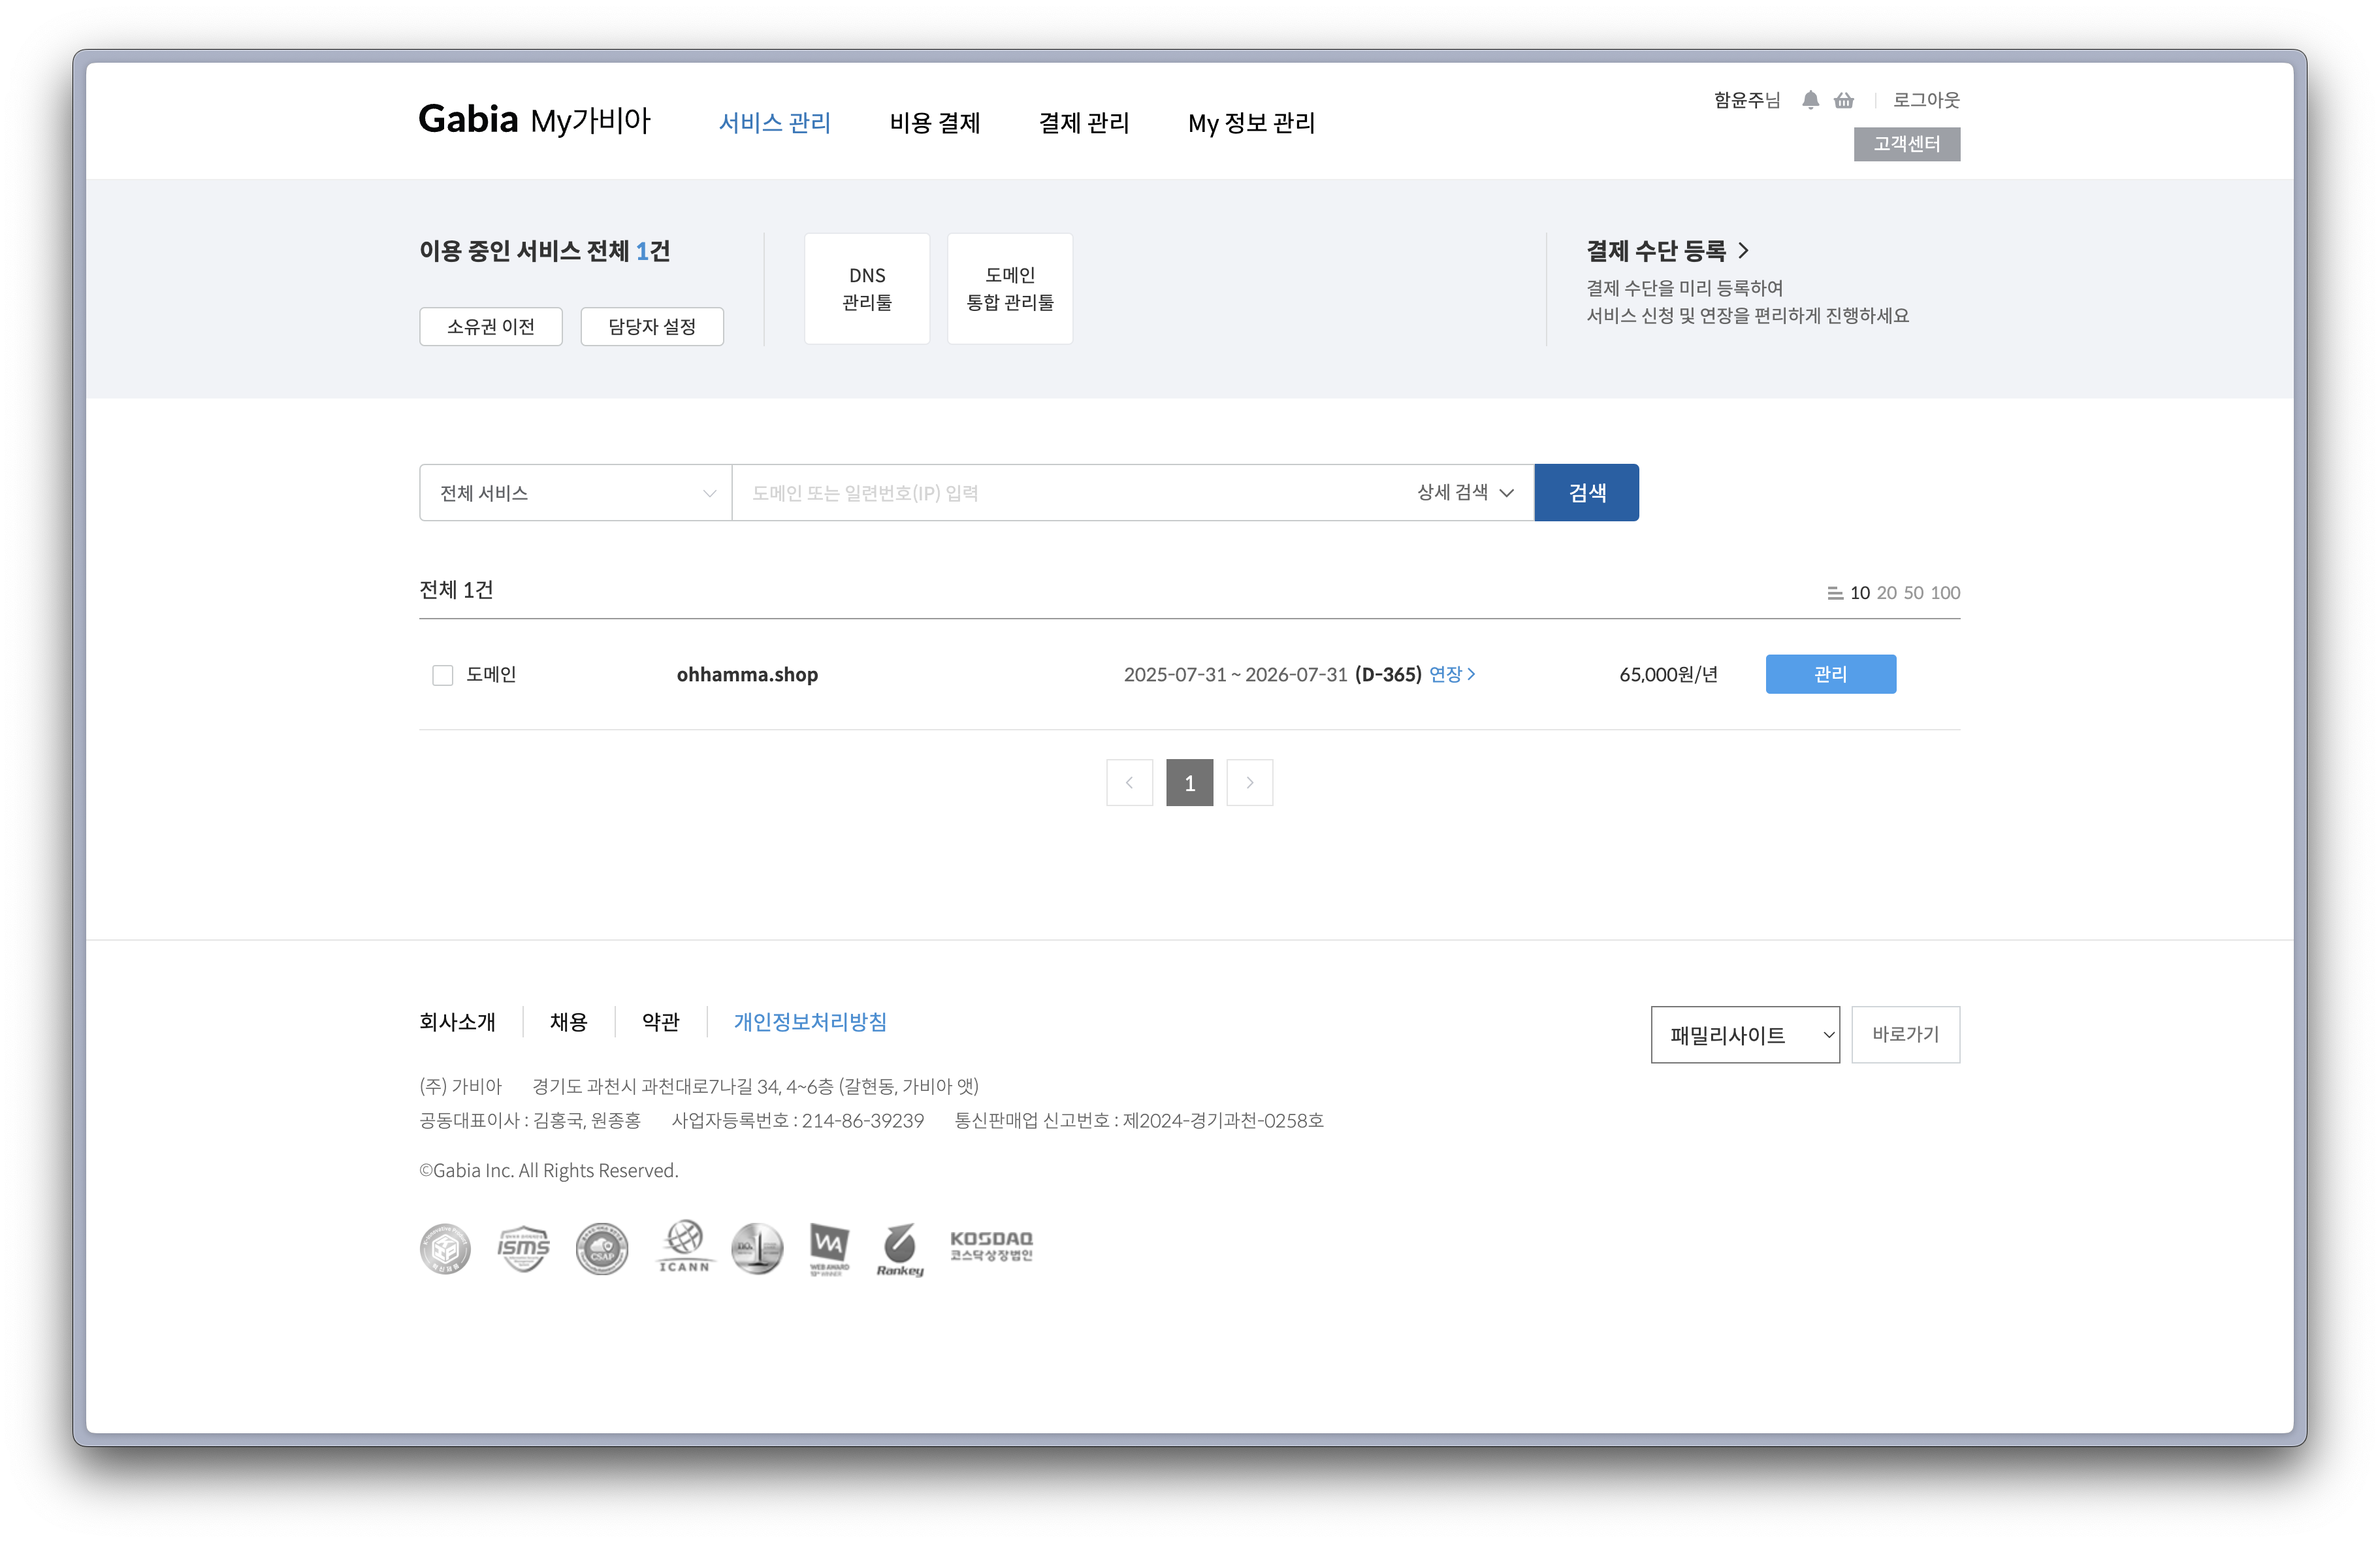 Gabia My가비아
서비스 관리
비용 결제
결제 관리
My 정보 관리
함윤주님
로그아웃
고객센터
이용 중인 서비스 전체 1건
소유권 이전
담당자 설정
DNS
관리툴
도메인
통합 관리툴
결제 수단 등록
결제 수단을 미리 등록하여
서비스 신청 및 연장을 편리하게 진행하세요
전체 서비스
도메인 또는 일련번호(IP) 입력
상세 검색
검색
전체 1건
10 20 50 100
도메인
ohhamma.shop
2025-07-31 ~ 2026-07-31 (D-365) 연장
65,000원/년
관리
1
회사소개
채용
약관
개인정보처리방침
패밀리사이트
바로가기
(주) 가비아 경기도 과천시 과천대로7나길 34, 4~6층 (갈현동, 가비아 앳)
공동대표이사 : 김홍국, 원종홍 사업자등록번호 : 214-86-39239 통신판매업 신고번호 : 제2024-경기과천-0258호
©Gabia Inc. All Rights Reserved.
ISMS
CSAP
ICANN
WA
WEB AWARD
Rankey
KOSDAQ
코스닥상장법인